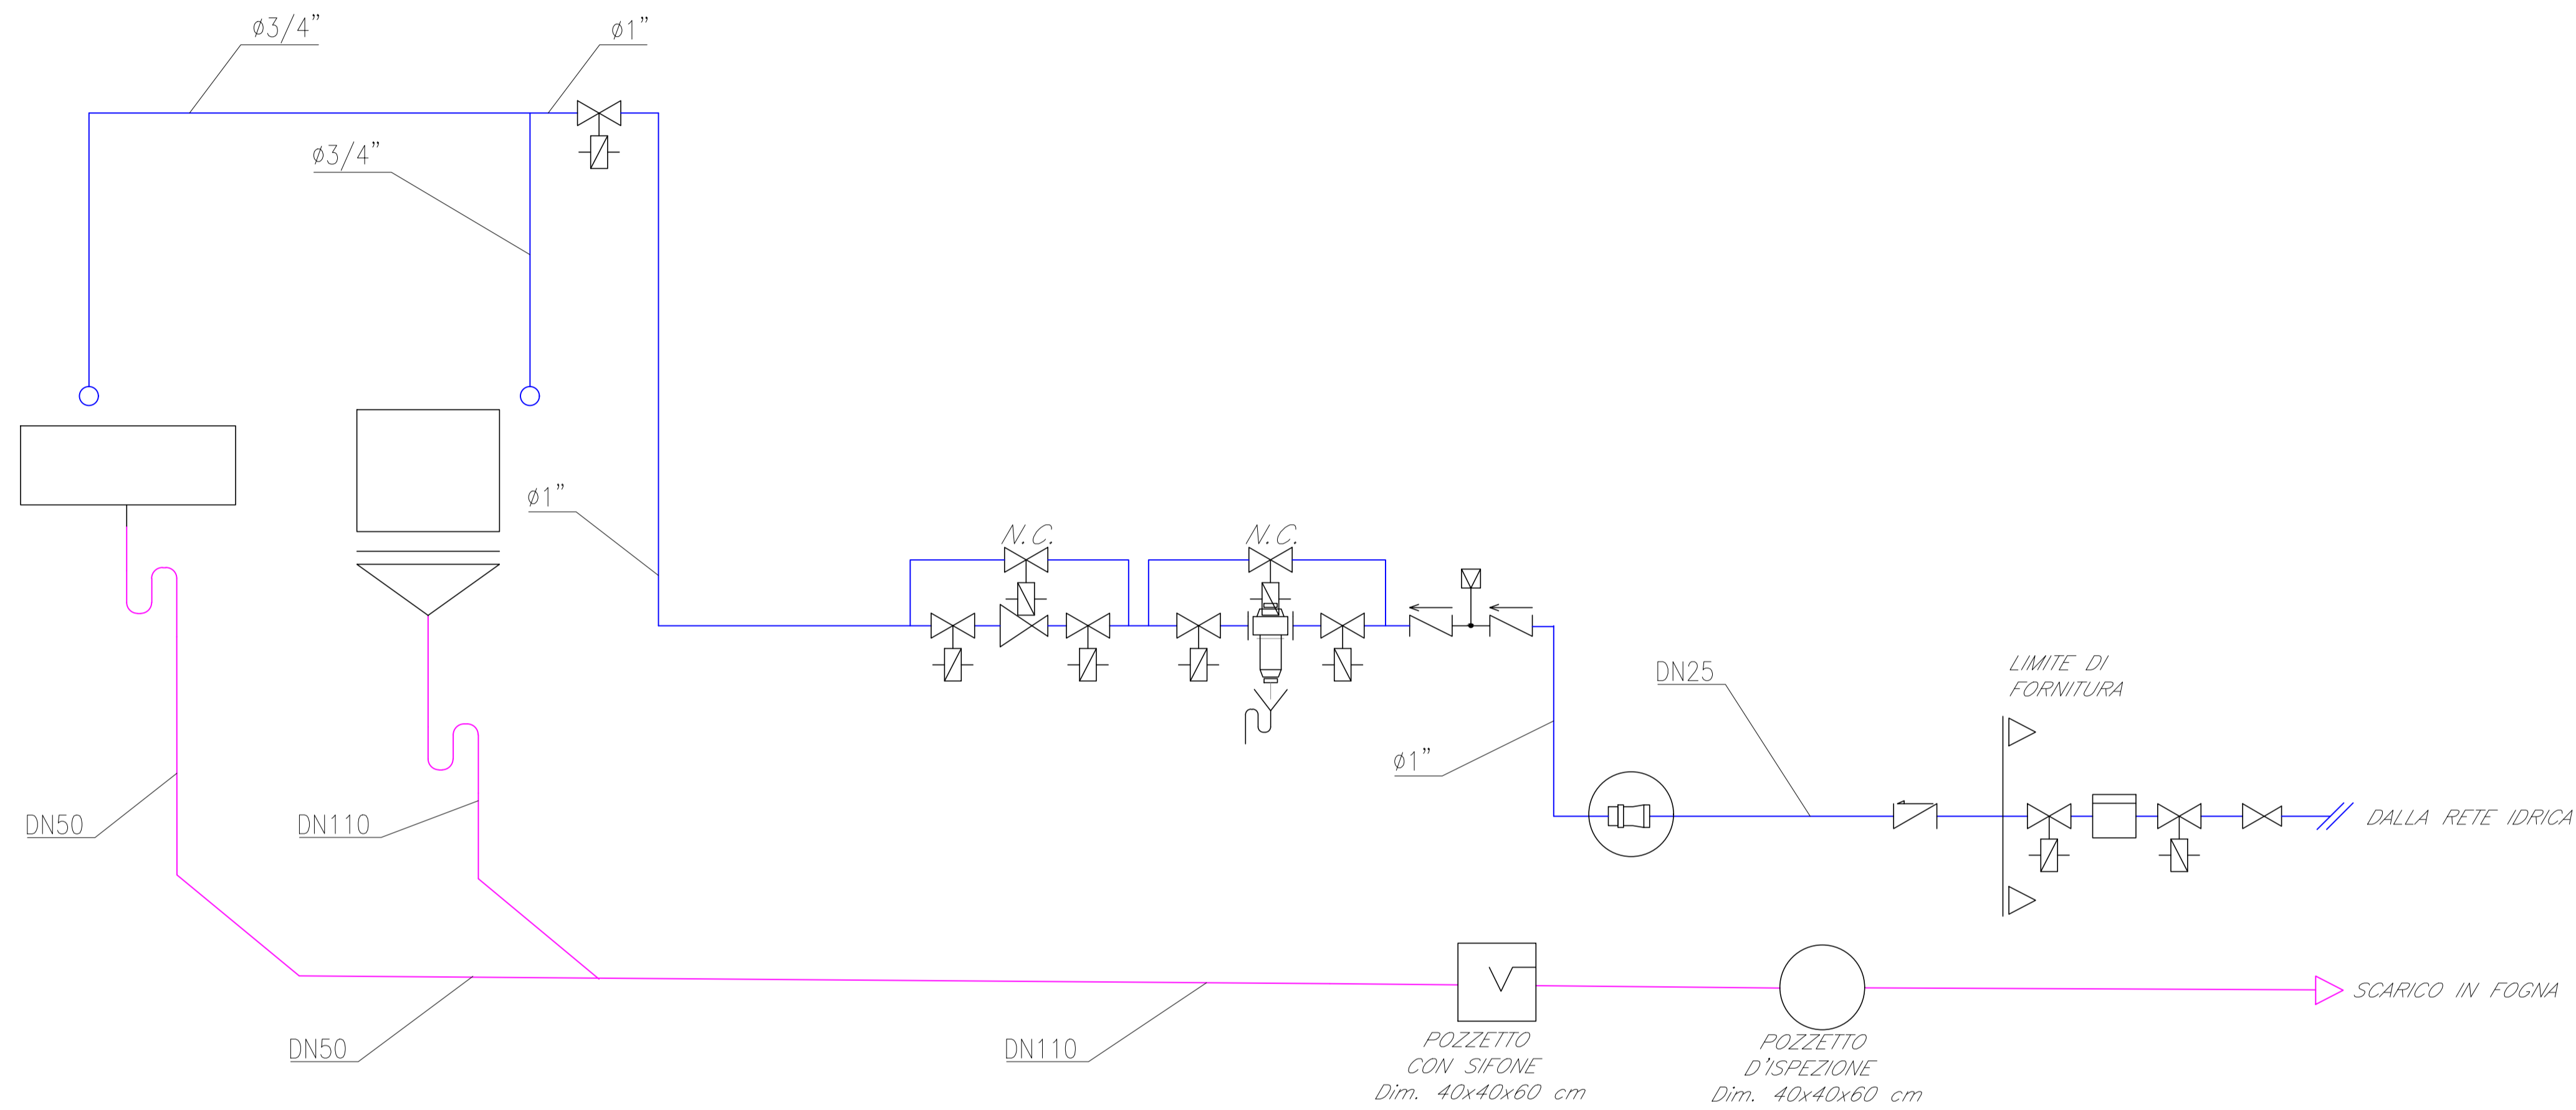 ø3/4"
ø1"
ø3/4"
ø1"
N.C.
N.C.
DN25
LIMITE DI
FORNITURA
ø1"
DALLA RETE IDRICA
DN50
DN110
SCARICO IN FOGNA
DN50
DN110
POZZETTO
CON SIFONE
Dim. 40x40x60 cm
POZZETTO
D'ISPEZIONE
Dim. 40x40x60 cm